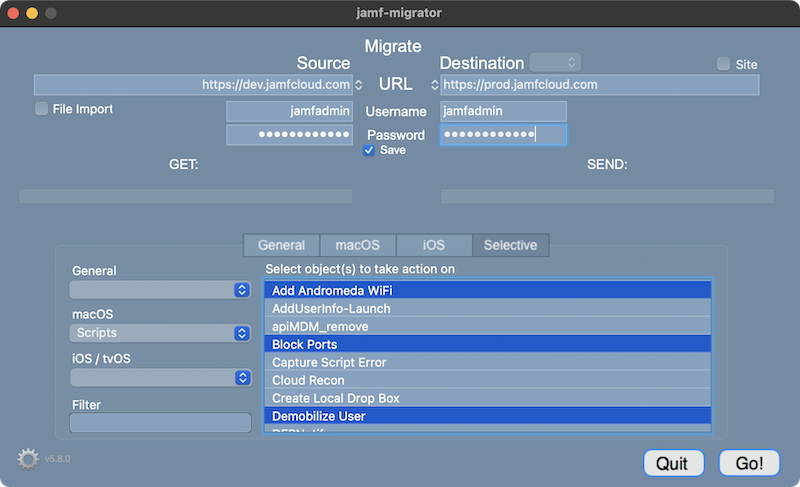 jamf-migrator
Migrate
Source
Destination
Site
https://dev.jamfcloud.com
URL
https://prod.jamfcloud.com
File Import
jamfadmin
Username
jamfadmin
Password
Save
GET:
SEND:
General
macOS
iOS
Selective
General
Select object(s) to take action on
macOS
Scripts
iOS / tvOS
Filter
Add Andromeda WiFi
AddUserInfo-Launch
apiMDM_remove
Block Ports
Capture Script Error
Cloud Recon
Create Local Drop Box
Demobilize User
v5.8.0
Quit
Go!